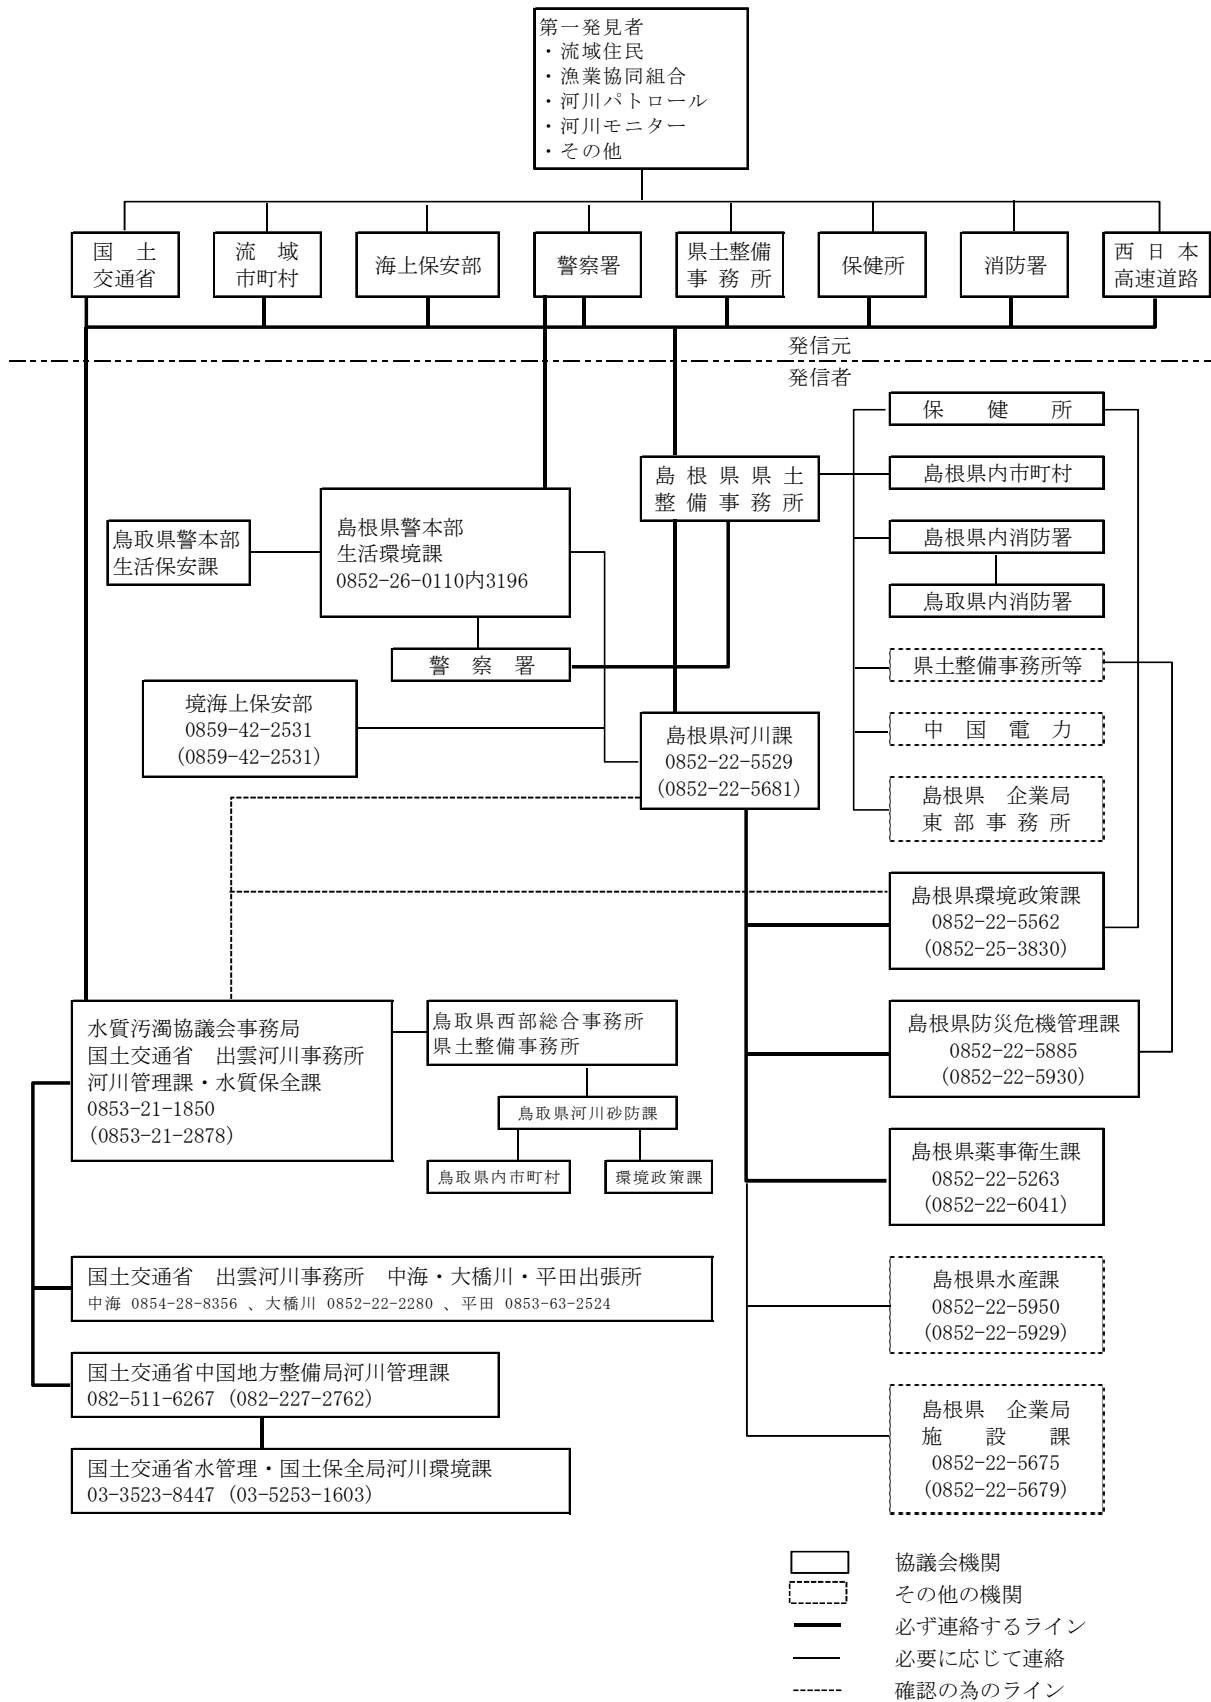 第一発見者
・流域住民
・漁業協同組合
・河川パトロール
・河川モニター
・その他
国　土
交通省
流　域
市町村
海上保安部
警察署
県土整備
事務所
保健所
消防署
西日本
高速道路
発信元
発信者
保　健　所
島根県県土
整備事務所
島根県内市町村
島根県警本部
生活環境課
0852-26-0110内3196
鳥取県警本部
生活保安課
島根県内消防署
鳥取県内消防署
警察署
県土整備事務所等
境海上保安部
0859-42-2531
(0859-42-2531)
島根県河川課
0852-22-5529
(0852-22-5681)
中国電力
島根県　企業局
東部事務所
島根県環境政策課
0852-22-5562
(0852-25-3830)
水質汚濁協議会事務局
国土交通省　出雲河川事務所
河川管理課・水質保全課
0853-21-1850
(0853-21-2878)
鳥取県西部総合事務所
県土整備事務所
鳥取県河川砂防課
鳥取県内市町村
環境政策課
島根県防災危機管理課
0852-22-5885
(0852-22-5930)
島根県薬事衛生課
0852-22-5263
(0852-22-6041)
国土交通省　出雲河川事務所　中海・大橋川・平田出張所
中海 0854-28-8356 、大橋川 0852-22-2280 、平田 0853-63-2524
島根県水産課
0852-22-5950
(0852-22-5929)
国土交通省中国地方整備局河川管理課
082-511-6267 (082-227-2762)
島根県　企業局
施　設　課
0852-22-5675
(0852-22-5679)
国土交通省水管理・国土保全局河川環境課
03-3523-8447 (03-5253-1603)
協議会機関
その他の機関
必ず連絡するライン
必要に応じて連絡
確認の為のライン